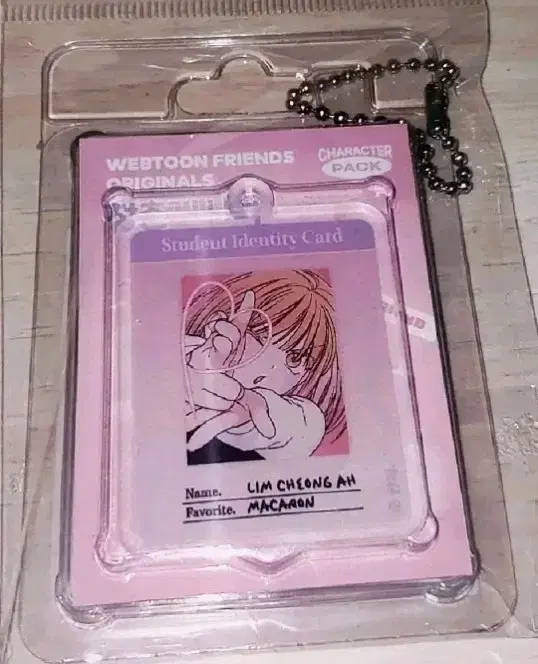 WEBTOON FRIENDS
ORIGINALS
CHARACTER
PACK
Student Identity Card
Name. LIM CHEONG AH
Favorite. MACARON